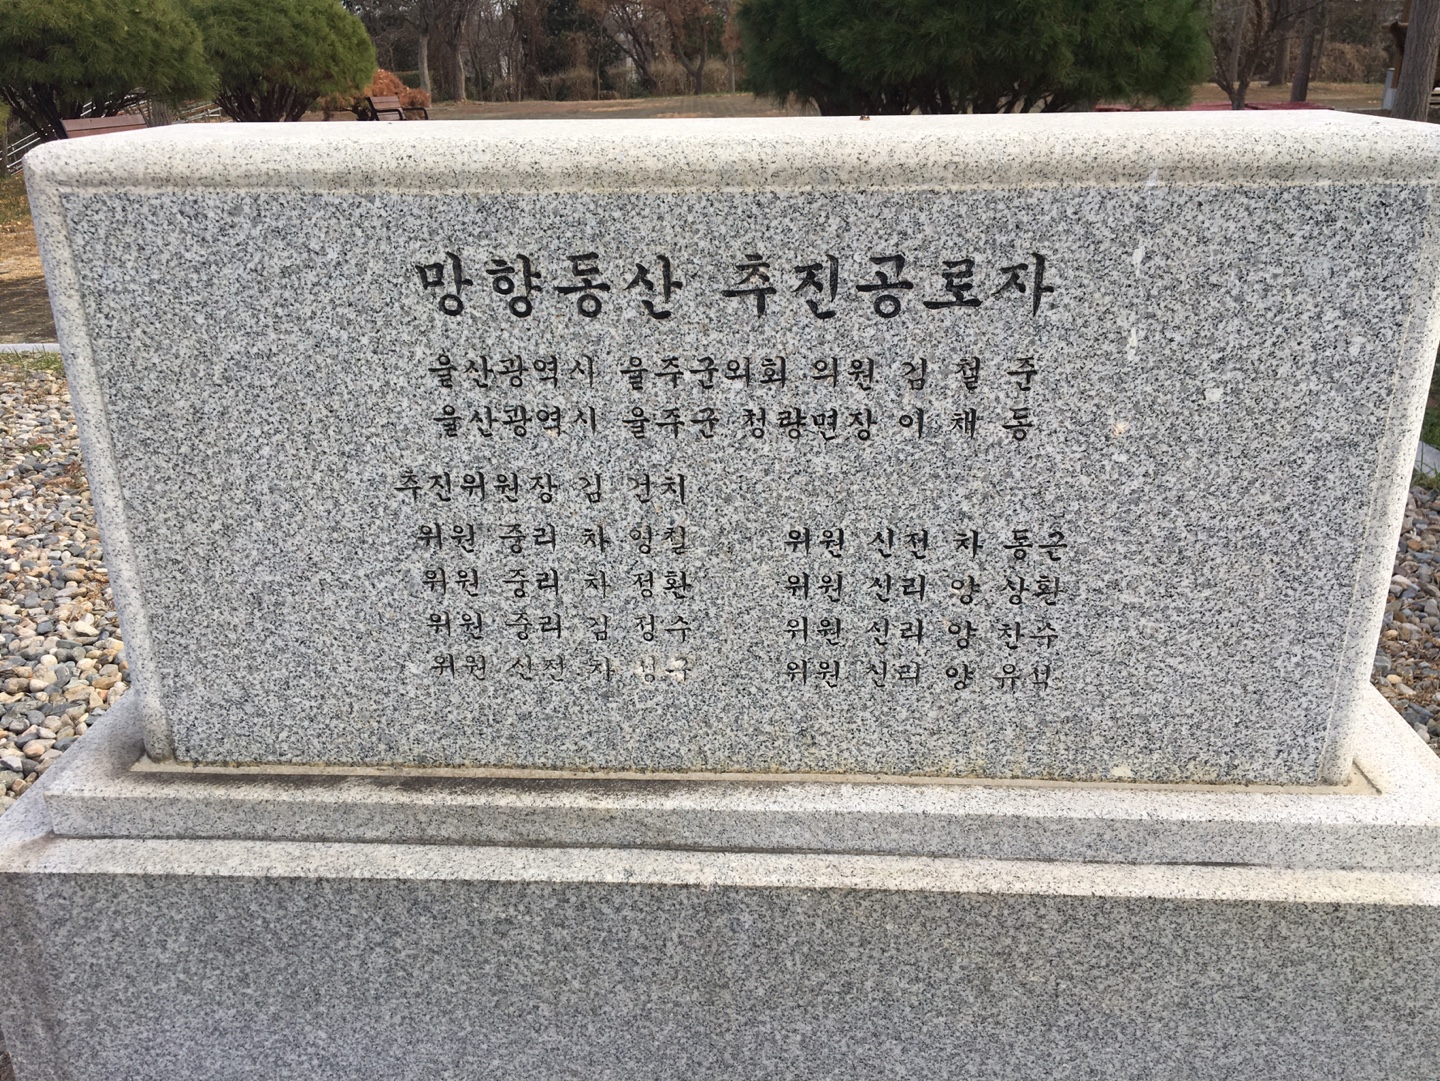 망향동산 추진공로자
울산광역시 울주군의회 의원 김 철 준
울산광역시 울주군 청량면장 이 채 동
추진위원장 김 건치
위원 중리 차 영철
위원 신전 차 동근
위원 중리 차 정환
위원 신리 양 상환
위원 중리 김 정수
위원 신리 양 찬수
위원 신전 차
위원 신리 양 유석